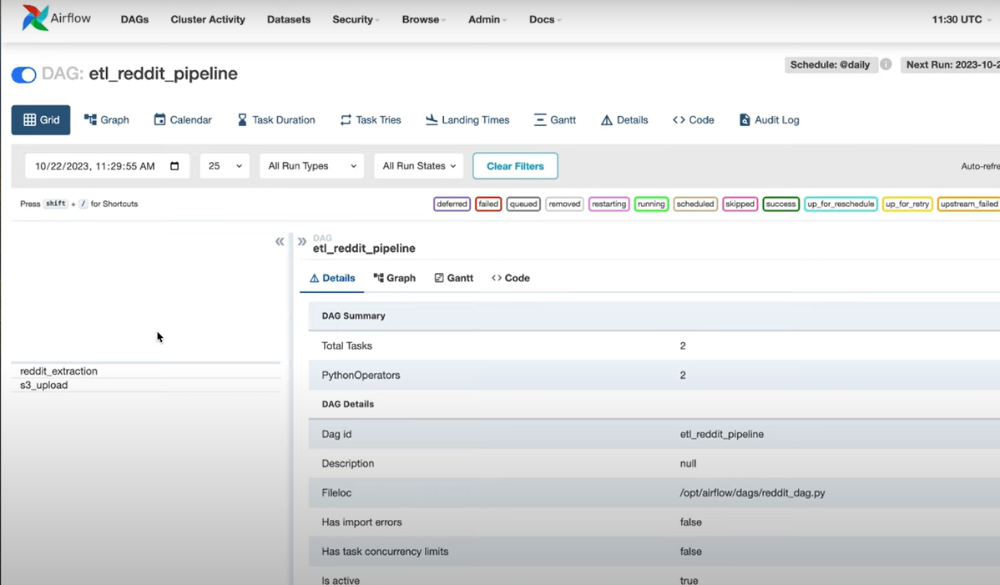 Airflow DAGs Cluster Activity Datasets Security Browse Admin Docs 11:30 UTC
DAG: etl_reddit_pipeline
Schedule: @daily i Next Run: 2023-10-2
Grid Graph Calendar Task Duration Task Tries Landing Times Gantt Details <> Code Audit Log
10/22/2023, 11:29:55 AM 25 All Run Types All Run States Clear Filters Auto-refre
Press shift + / for Shortcuts deferred failed queued removed restarting running scheduled skipped success up_for_reschedule up_for_retry upstream_failed
« » DAG
etl_reddit_pipeline
Details Graph Gantt <> Code
DAG Summary
Total Tasks 2
PythonOperators 2
reddit_extraction
s3_upload
DAG Details
Dag id etl_reddit_pipeline
Description null
Fileloc /opt/airflow/dags/reddit_dag.py
Has import errors false
Has task concurrency limits false
Is active true